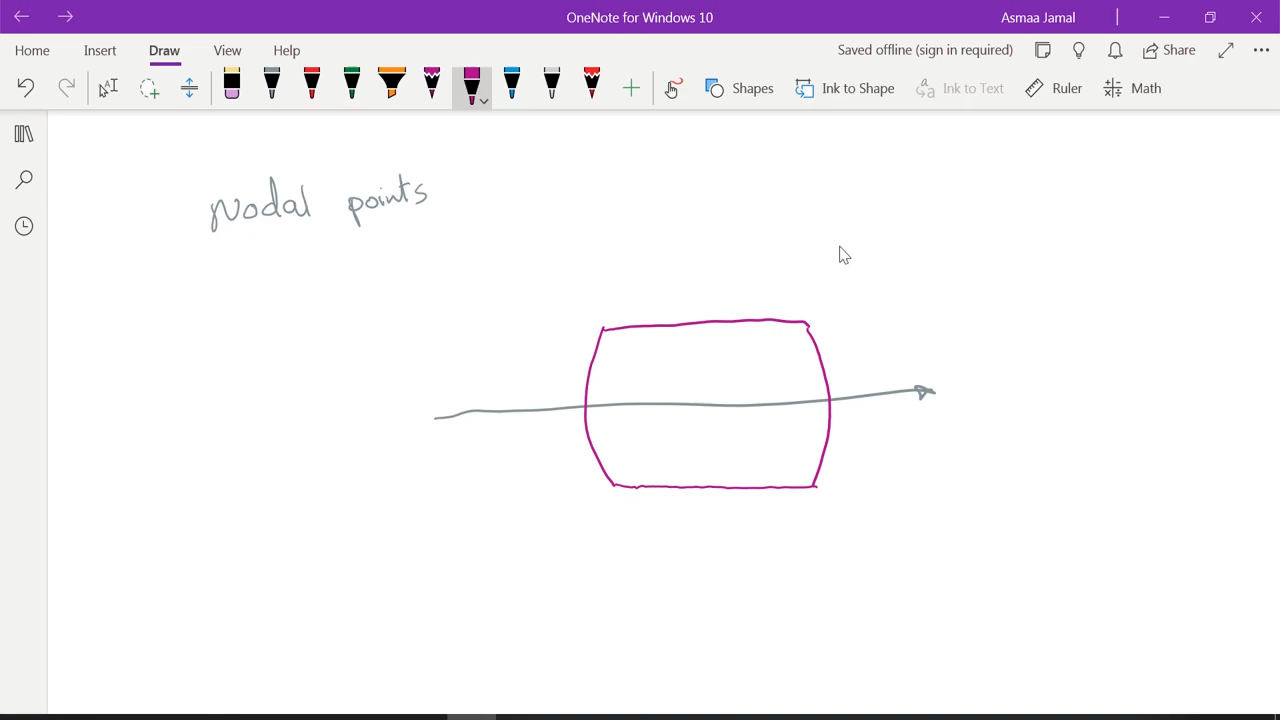 OneNote for Windows 10
Asmaa Jamal
Home Insert Draw View Help
Saved offline (sign in required)
Share
Shapes
Ink to Shape
Ink to Text
Ruler
Math
Nodal points